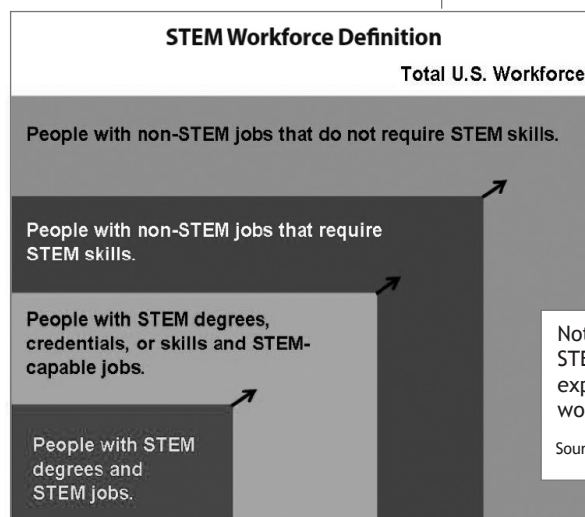 STEM Workforce Definition
Total U.S. Workforce
People with non-STEM jobs that do not require STEM skills.
People with non-STEM jobs that require
STEM skills.
People with STEM degrees,
credentials, or skills and STEM-
capable jobs.
People with STEM
degrees and
STEM jobs.